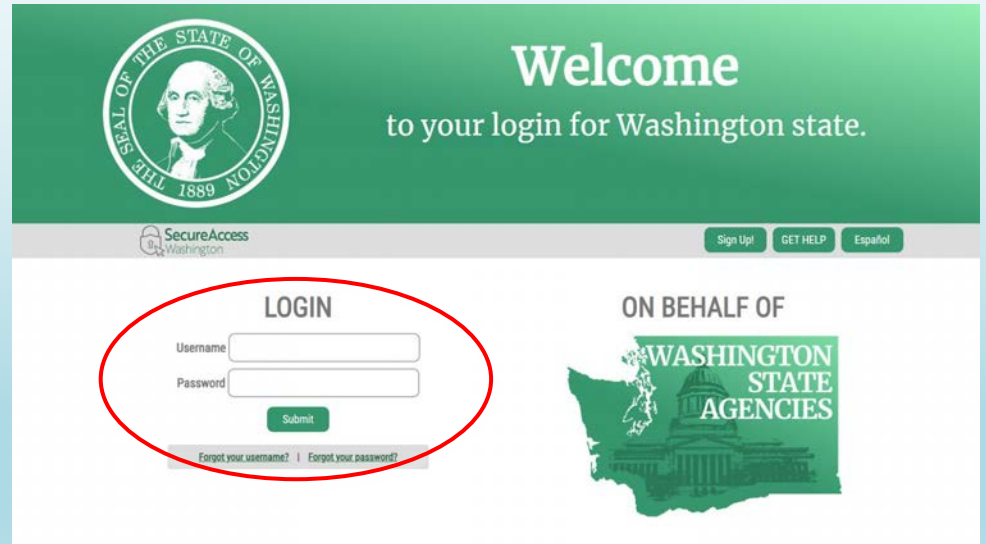 THE SEAL OF THE STATE OF WASHINGTON
1889
Welcome
to your login for Washington state.
SecureAccess
Washington
Sign Up! GET HELP Español
LOGIN
Username
Password
Submit
Forgot your username? | Forgot your password?
ON BEHALF OF
WASHINGTON
STATE
AGENCIES